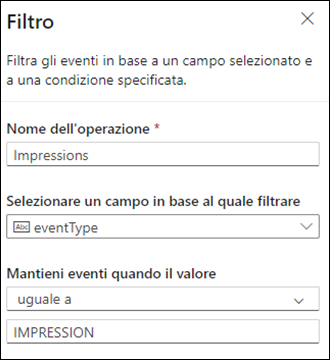 Filtro
Filtra gli eventi in base a un campo selezionato e
a una condizione specificata.
Nome dell'operazione *
Impressions
Selezionare un campo in base al quale filtrare
Abc eventType
Mantieni eventi quando il valore
uguale a
IMPRESSION